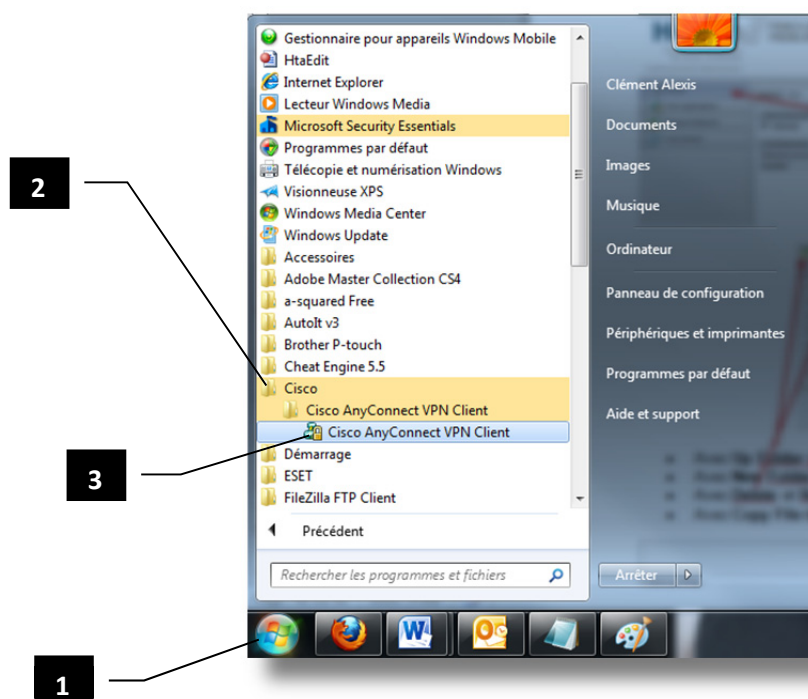 Gestionnaire pour appareils Windows Mobile
HtaEdit
Internet Explorer
Lecteur Windows Media
Microsoft Security Essentials
Programmes par défaut
Télécopie et numérisation Windows
Visionneuse XPS
Windows Media Center
Windows Update
Accessoires
Adobe Master Collection CS4
a-squared Free
AutoIt v3
Brother P-touch
Cheat Engine 5.5
Cisco
Cisco AnyConnect VPN Client
Cisco AnyConnect VPN Client
Démarrage
ESET
FileZilla FTP Client
Précédent
Rechercher les programmes et fichiers
Clément Alexis
Documents
Images
Musique
Ordinateur
Panneau de configuration
Périphériques et imprimantes
Programmes par défaut
Aide et support
Arrêter
2
3
1